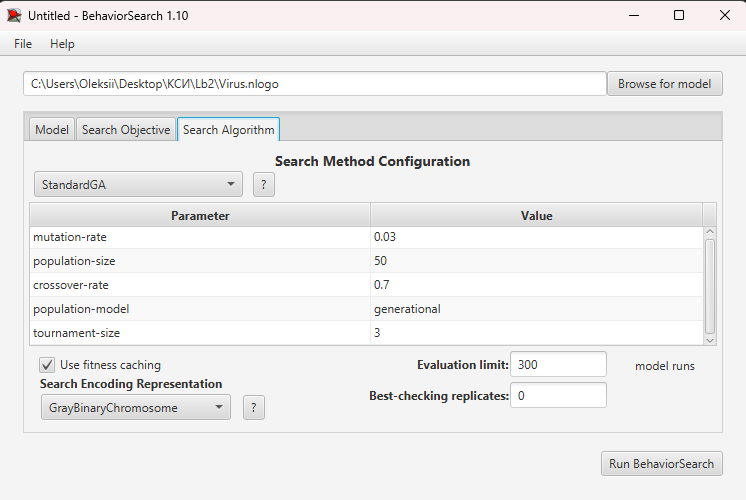 Untitled - BehaviorSearch 1.10
File Help
C:\Users\Oleksii\Desktop\КСИ\Lb2\Virus.nlogo Browse for model
Model Search Objective Search Algorithm
Search Method Configuration
StandardGA ?
Parameter Value
mutation-rate 0.03
population-size 50
crossover-rate 0.7
population-model generational
tournament-size 3
Use fitness caching Evaluation limit: 300 model runs
Search Encoding Representation
Best-checking replicates: 0
GrayBinaryChromosome ?
Run BehaviorSearch